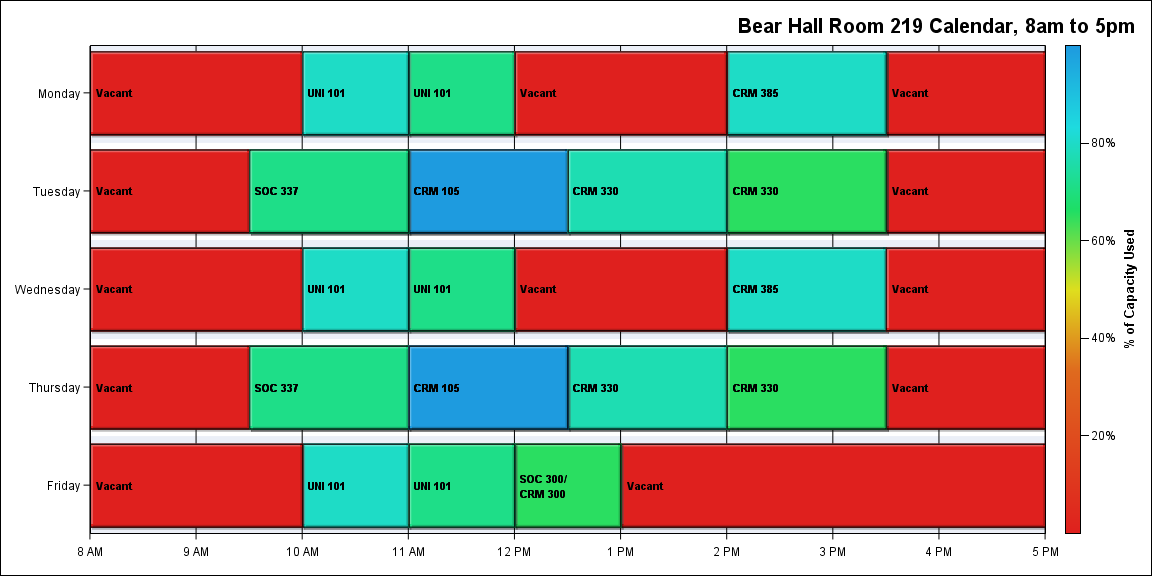 Bear Hall Room 219 Calendar, 8am to 5pm
Monday
Vacant
UNI 101
UNI 101
Vacant
CRM 385
Vacant
Tuesday
Vacant
SOC 337
CRM 105
CRM 330
CRM 330
Vacant
Wednesday
Vacant
UNI 101
UNI 101
Vacant
CRM 385
Vacant
Thursday
Vacant
SOC 337
CRM 105
CRM 330
CRM 330
Vacant
Friday
Vacant
UNI 101
UNI 101
SOC 300/
CRM 300
Vacant
8 AM
9 AM
10 AM
11 AM
12 PM
1 PM
2 PM
3 PM
4 PM
5 PM
80%
60%
40%
20%
% of Capacity Used